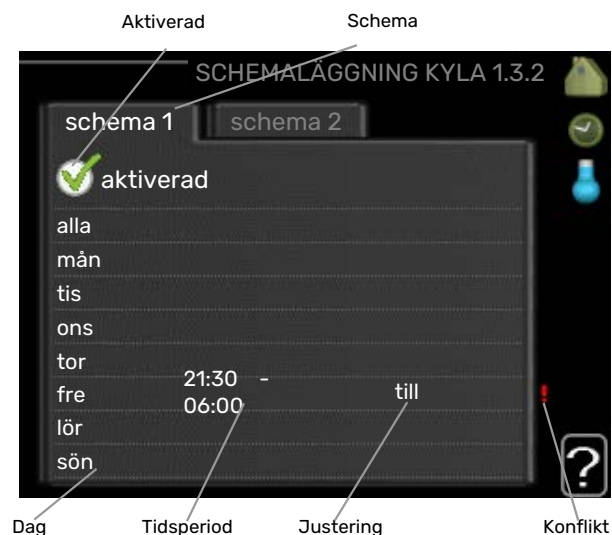 Aktiverad Schema
SCHEMALÄGGNING KYLA 1.3.2
schema 1 schema 2
aktiverad
alla
mån
tis
ons
tor
fre
21:30 -
06:00
till
!
lör
sön
?
Dag Tidsperiod Justering Konflikt